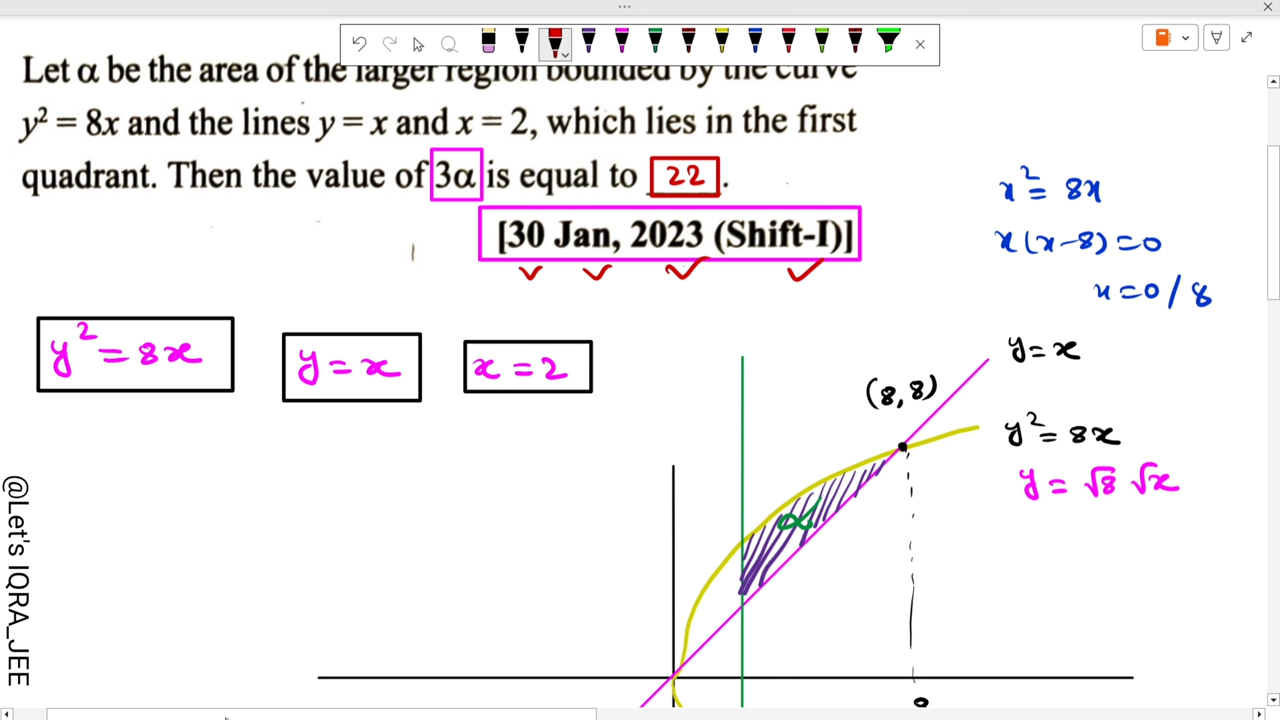 Let α be the area of the larger region bounded by the curve
y² = 8x and the lines y = x and x = 2, which lies in the first
quadrant. Then the value of 3α is equal to 22.
[30 Jan, 2023 (Shift-I)]
x² = 8x
x(x-8)=0
x=0/8
y² = 8x
y = x
x = 2
y = x
(8,8)
y² = 8x
y = √8 √x
α
@Let's IQRA_JEE